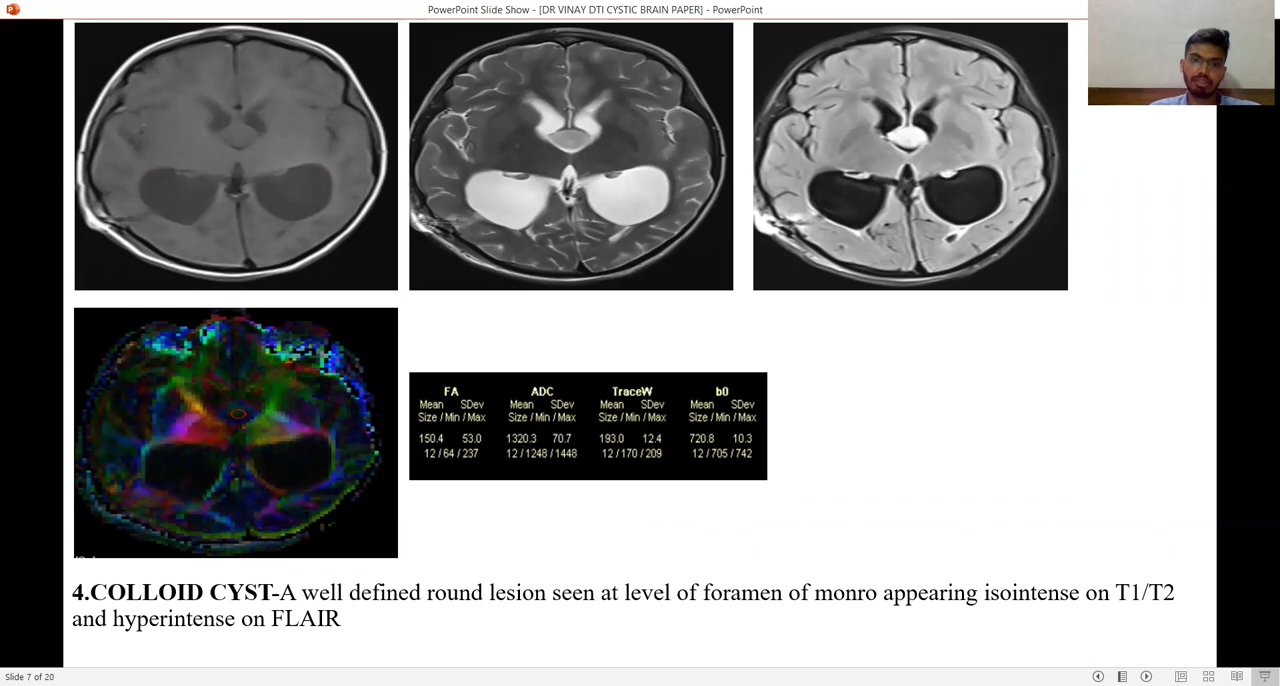 PowerPoint Slide Show - [DR VINAY DTI CYSTIC BRAIN PAPER] - PowerPoint
FA ADC TraceW b0
Mean SDev Mean SDev Mean SDev Mean SDev
Size / Min / Max Size / Min / Max Size / Min / Max Size / Min / Max
150.4 53.0 1320.3 70.7 193.0 12.4 720.8 10.3
12 / 64 / 237 12 / 1248 / 1448 12 / 170 / 209 12 / 705 / 742
4.COLLOID CYST-A well defined round lesion seen at level of foramen of monro appearing isointense on T1/T2
and hyperintense on FLAIR
Slide 7 of 20